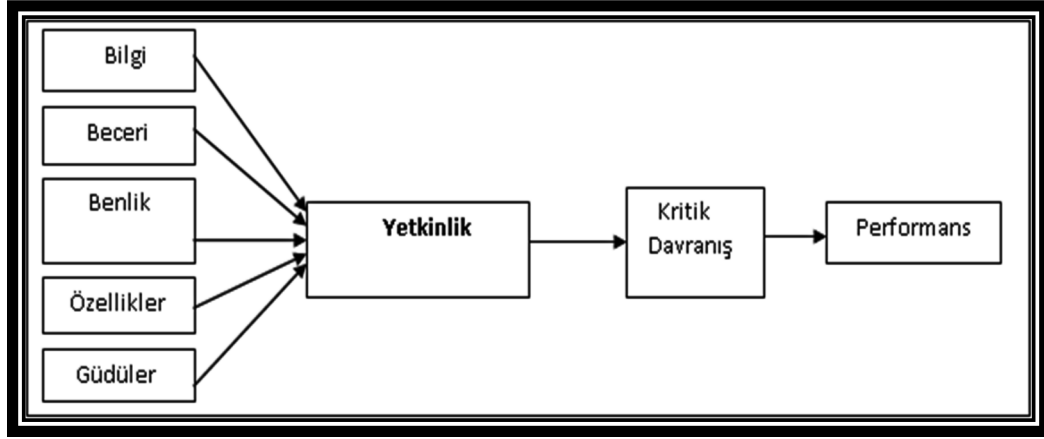 Bilgi
Beceri
Benlik
Özellikler
Güdüler
Yetkinlik
Kritik
Davranış
Performans